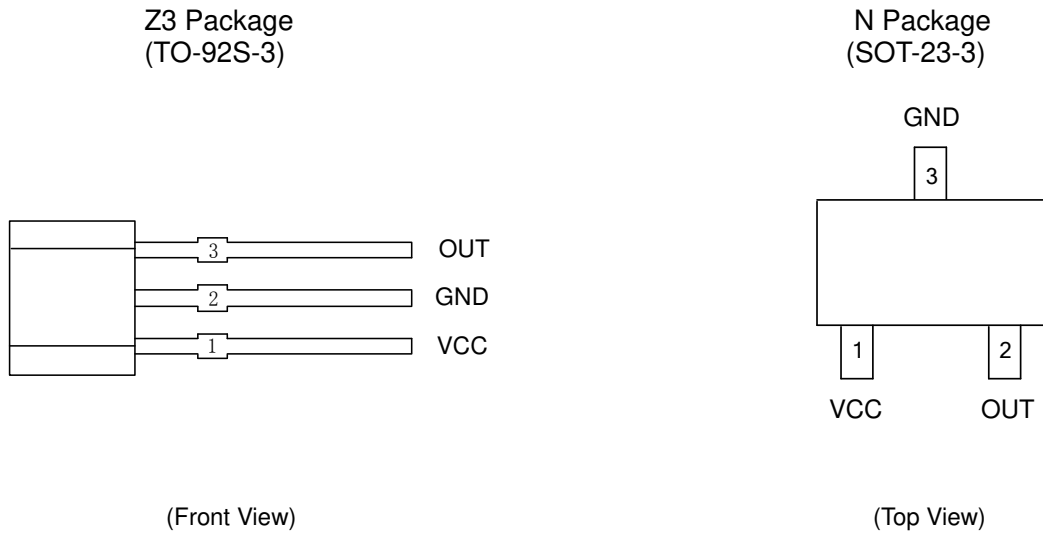 Z3 Package
(TO-92S-3)
3
OUT
2
GND
1
VCC
(Front View)
N Package
(SOT-23-3)
GND
3
1
2
VCC
OUT
(Top View)